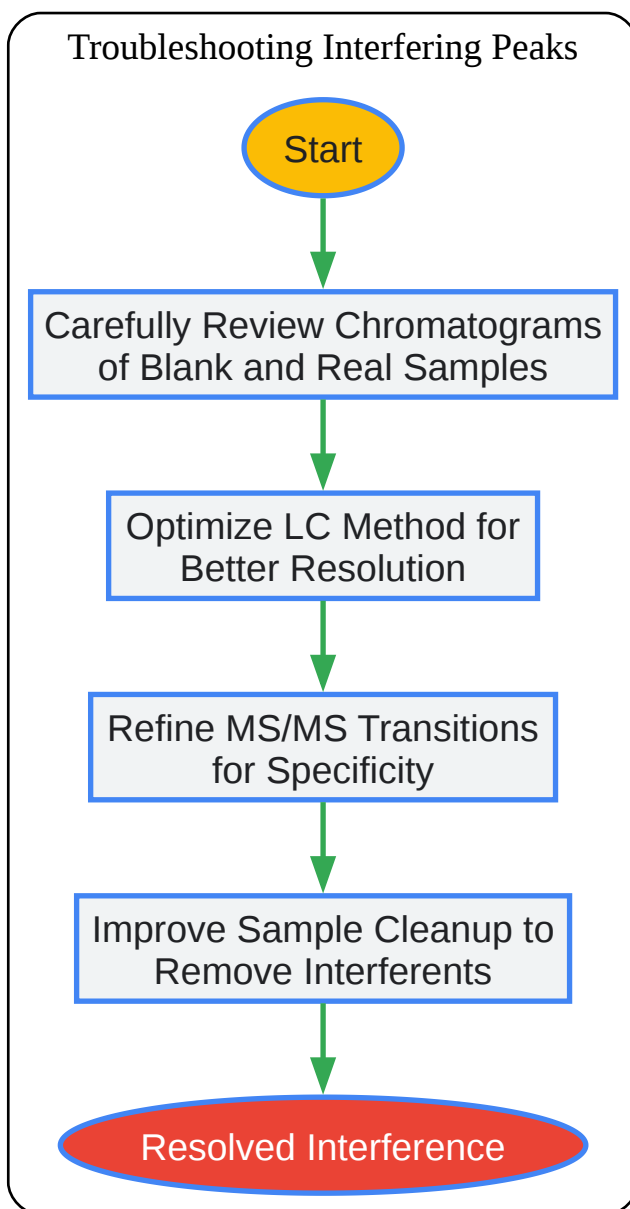 Troubleshooting Interfering Peaks
Start
Carefully Review Chromatograms
of Blank and Real Samples
Optimize LC Method for
Better Resolution
Refine MS/MS Transitions
for Specificity
Improve Sample Cleanup to
Remove Interferents
Resolved Interference